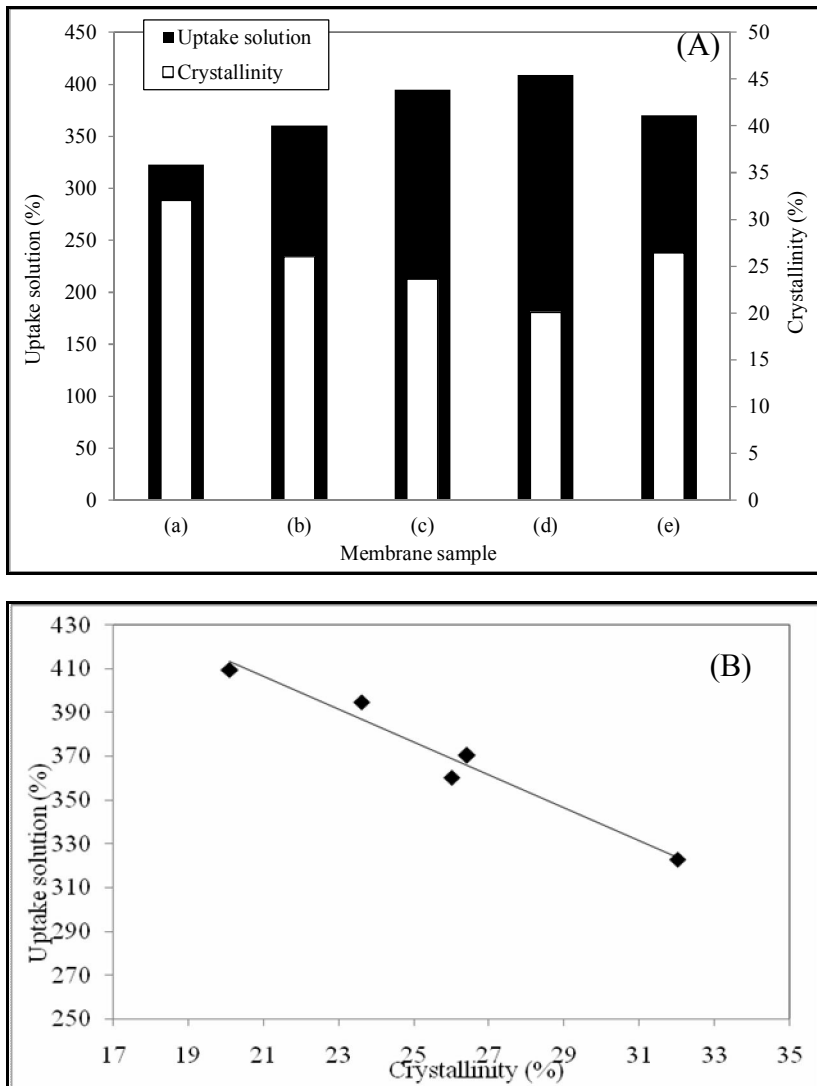 (A)
Uptake solution
Crystallinity
450
400
350
300
250
200
150
100
50
0
Uptake solution (%)
50
45
40
35
30
25
20
15
10
5
0
Crystallinity (%)
(a) (b) (c) (d) (e)
Membrane sample
(B)
430
410
390
370
350
330
310
290
270
250
Uptake solution (%)
17 19 21 23 25 27 29 31 33 35
Crystallinity (%)